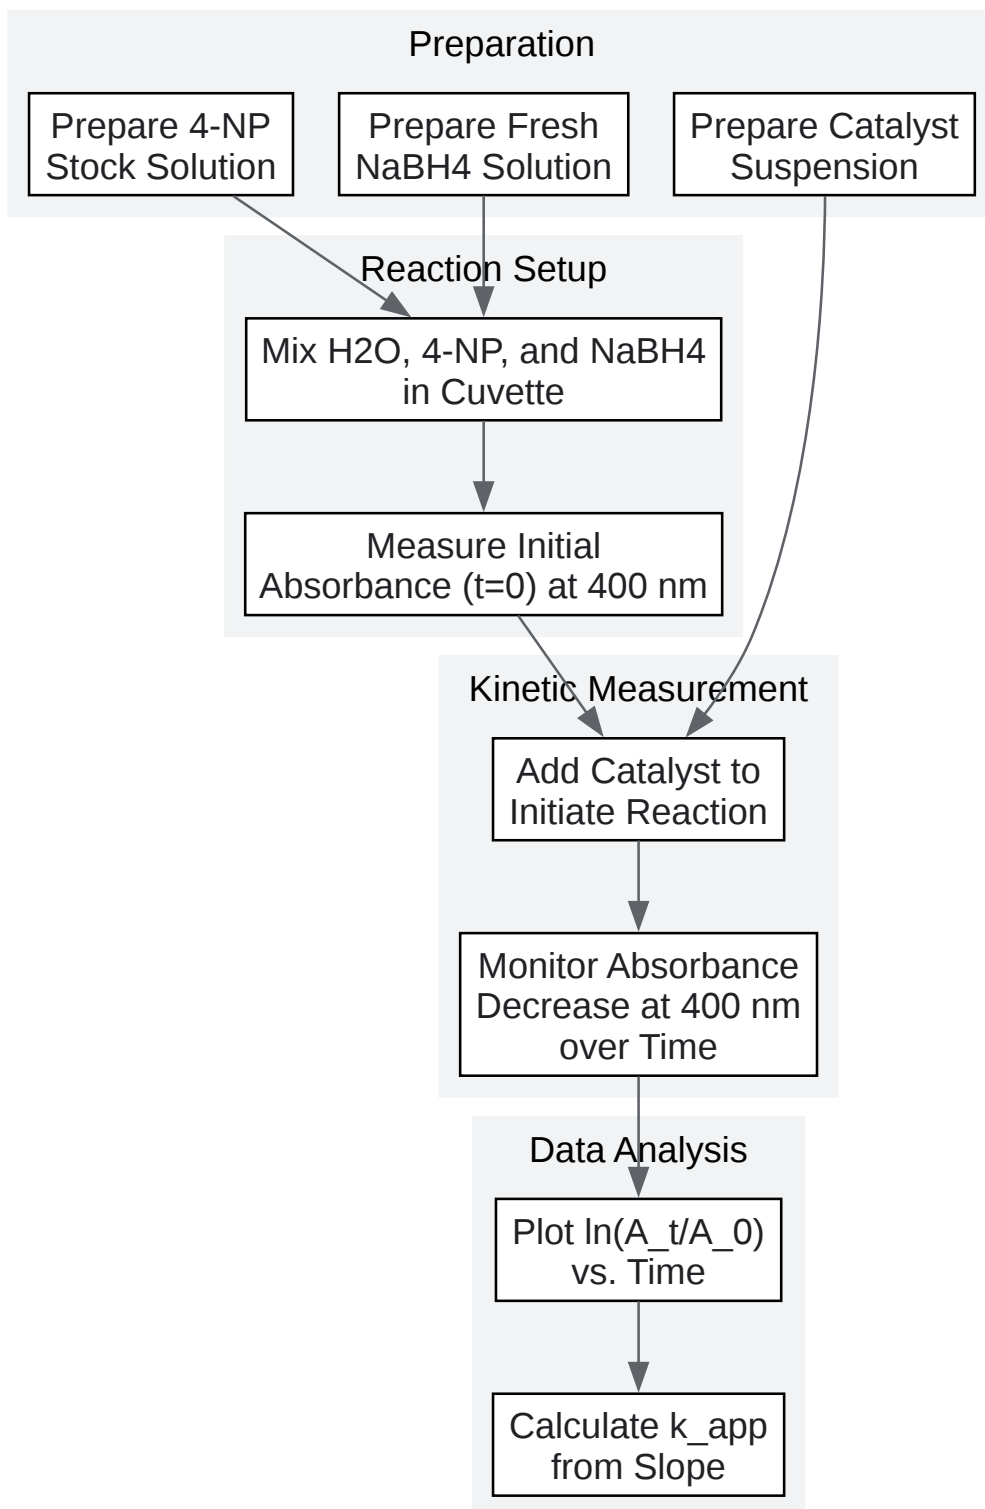 Preparation
Prepare 4-NP
Stock Solution
Prepare Fresh
NaBH4 Solution
Prepare Catalyst
Suspension
Reaction Setup
Mix H2O, 4-NP, and NaBH4
in Cuvette
Measure Initial
Absorbance (t=0) at 400 nm
Kinetic Measurement
Add Catalyst to
Initiate Reaction
Monitor Absorbance
Decrease at 400 nm
over Time
Data Analysis
Plot ln(A_t/A_0)
vs. Time
Calculate k_app
from Slope